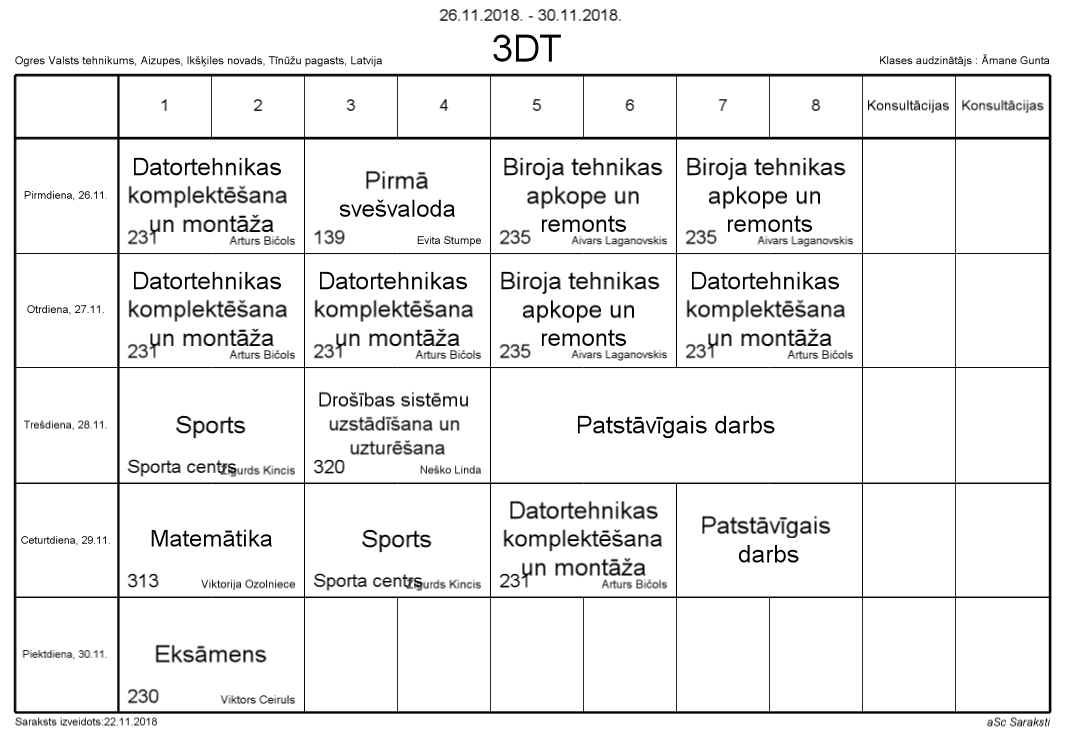 26.11.2018. - 30.11.2018.
3DT
Ogres Valsts tehnikums, Aizupes, Ikšķiles novads, Tīnūžu pagasts, Latvija
Klases audzinātājs : Āmane Gunta
1 2 3 4 5 6 7 8 Konsultācijas Konsultācijas
Pirmdiena, 26.11.
Datortehnikas
komplektēšana
un montāža
231 Arturs Bičols
Pirmā
svešvaloda
139 Evita Stumpe
Biroja tehnikas
apkope un
remonts
235 Aivars Laganovskis
Biroja tehnikas
apkope un
remonts
235 Aivars Laganovskis
Otrdiena, 27.11.
Datortehnikas
komplektēšana
un montāža
231 Arturs Bičols
Datortehnikas
komplektēšana
un montāža
231 Arturs Bičols
Biroja tehnikas
apkope un
remonts
235 Aivars Laganovskis
Datortehnikas
komplektēšana
un montāža
231 Arturs Bičols
Trešdiena, 28.11.
Sports
Sporta centrs Zigurds Kincis
Drošības sistēmu
uzstādīšana un
uzturēšana
320 Neško Linda
Patstāvīgais darbs
Ceturtdiena, 29.11.
Matemātika
313 Viktorija Ozolniece
Sports
Sporta centrs Zigurds Kincis
Datortehnikas
komplektēšana
un montāža
231 Arturs Bičols
Patstāvīgais
darbs
Piektdiena, 30.11.
Eksāmens
230 Viktors Ceiruls
Saraksts izveidots:22.11.2018
aSc Saraksti